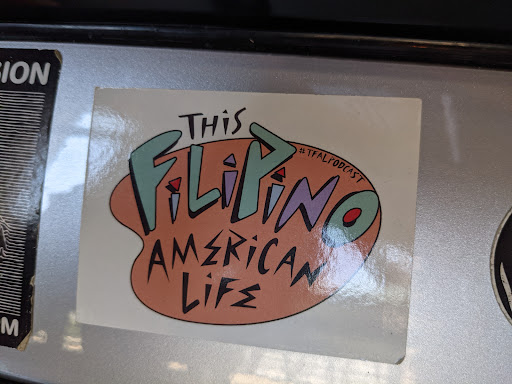 SION
THIS
FILIPINO
#TFALPODCAST
AMERICAN
LIFE
M